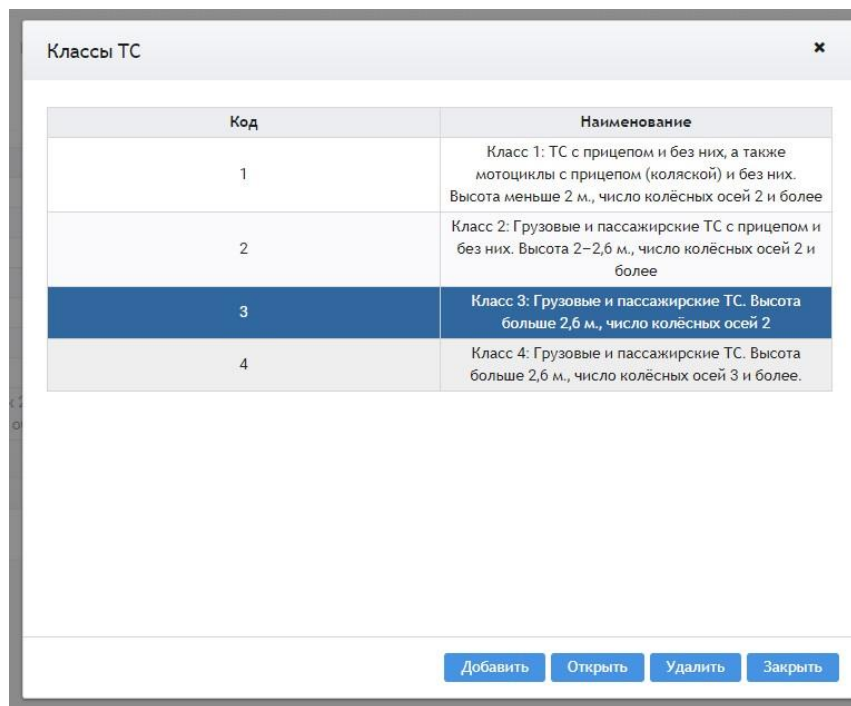 Классы ТС
Код
Наименование
1
Класс 1: ТС с прицепом и без них, а также
мотоциклы с прицепом (коляской) и без них.
Высота меньше 2 м., число колёсных осей 2 и более
2
Класс 2: Грузовые и пассажирские ТС с прицепом и
без них. Высота 2–2,6 м., число колёсных осей 2 и
более
3
Класс 3: Грузовые и пассажирские ТС. Высота
больше 2,6 м., число колёсных осей 2
4
Класс 4: Грузовые и пассажирские ТС. Высота
больше 2,6 м., число колёсных осей 3 и более.
Добавить
Открыть
Удалить
Закрыть